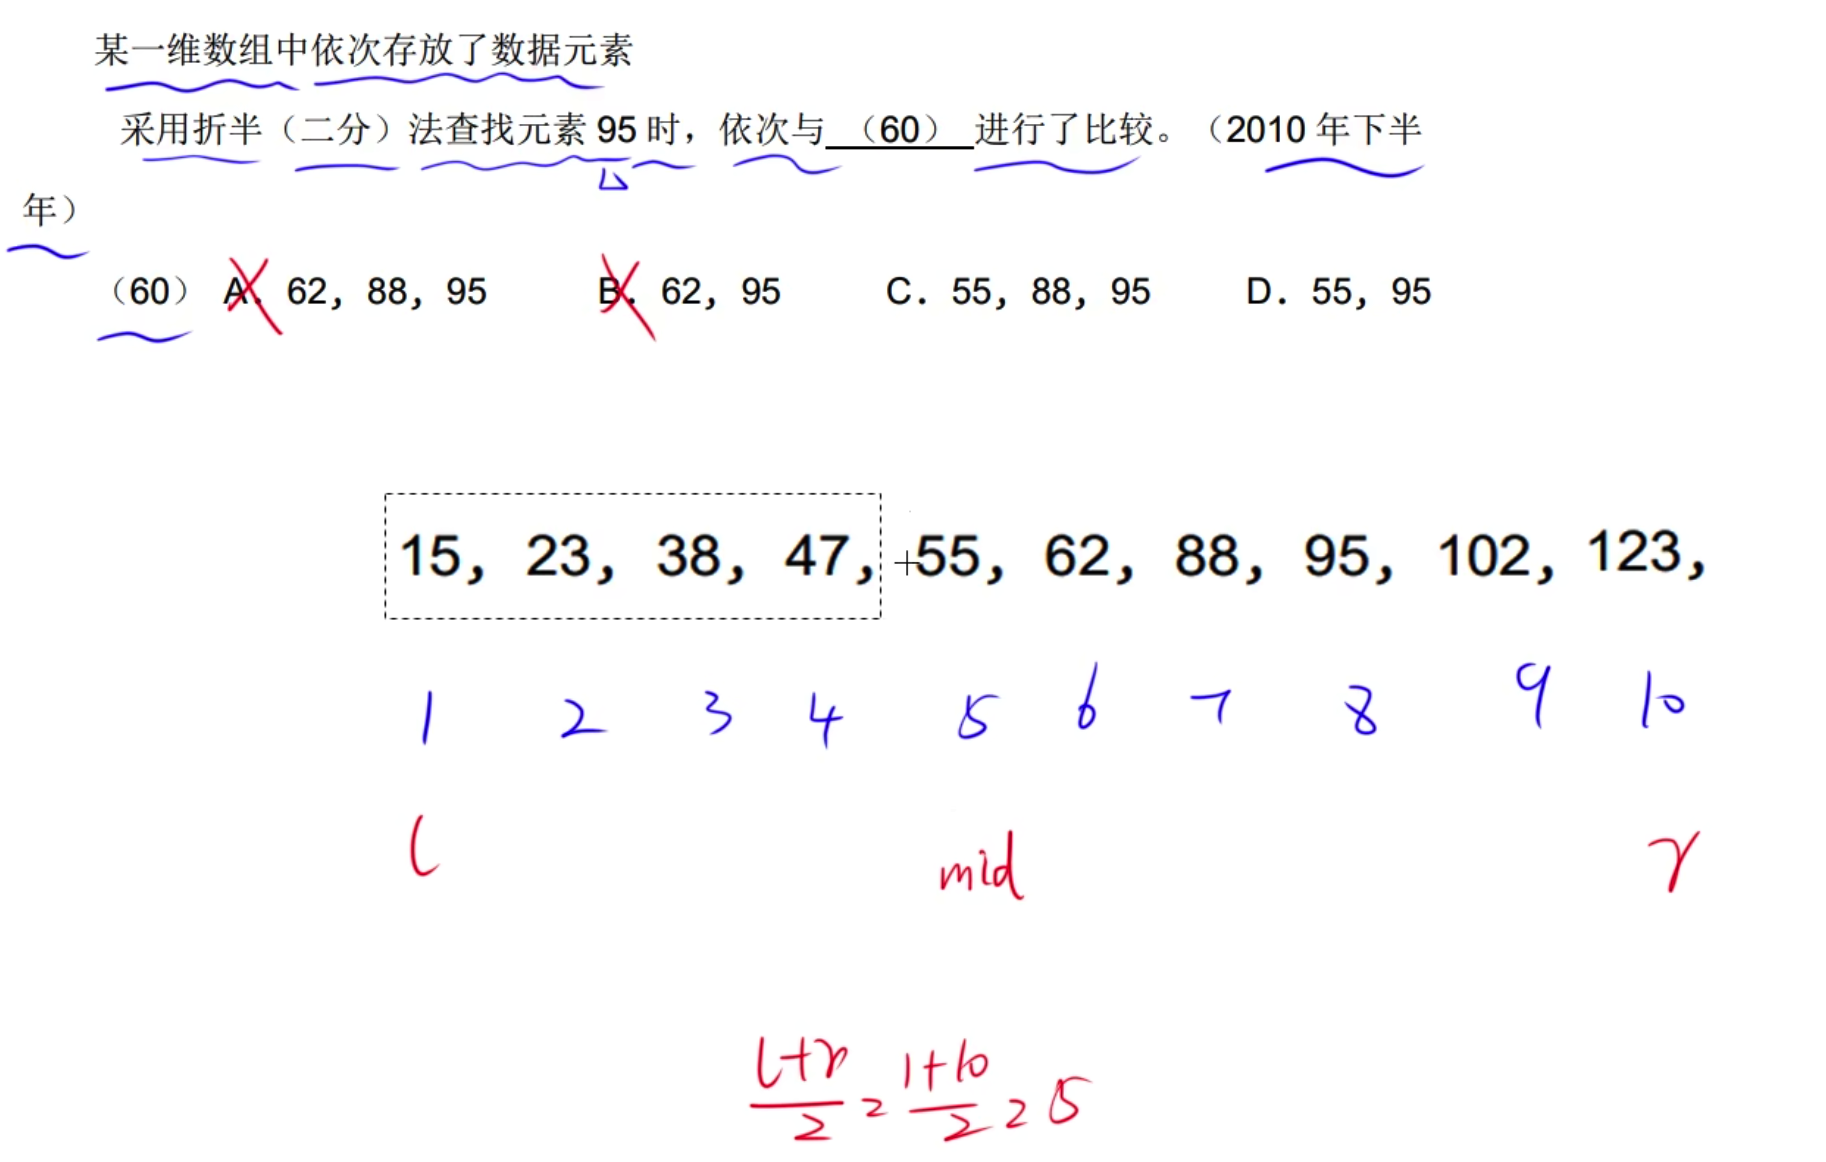 某一维数组中依次存放了数据元素
采用折半（二分）法查找元素 95 时，依次与 （60） 进行了比较。（2010 年下半
年）
（60） A. 62，88，95 B. 62，95 C. 55，88，95 D. 55，95
15，23，38，47，55，62，88，95，102，123，
1 2 3 4 5 6 7 8 9 10
l mid r
l+r/2 = 1+10/2 = 5